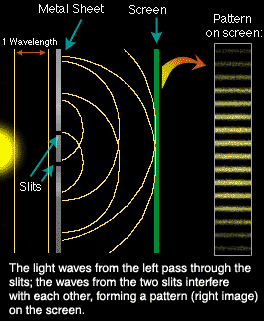 Metal Sheet
Screen
Pattern
on screen:
1 Wavelength
Slits
The light waves from the left pass through the
slits; the waves from the two slits interfere
with each other, forming a pattern (right image)
on the screen.